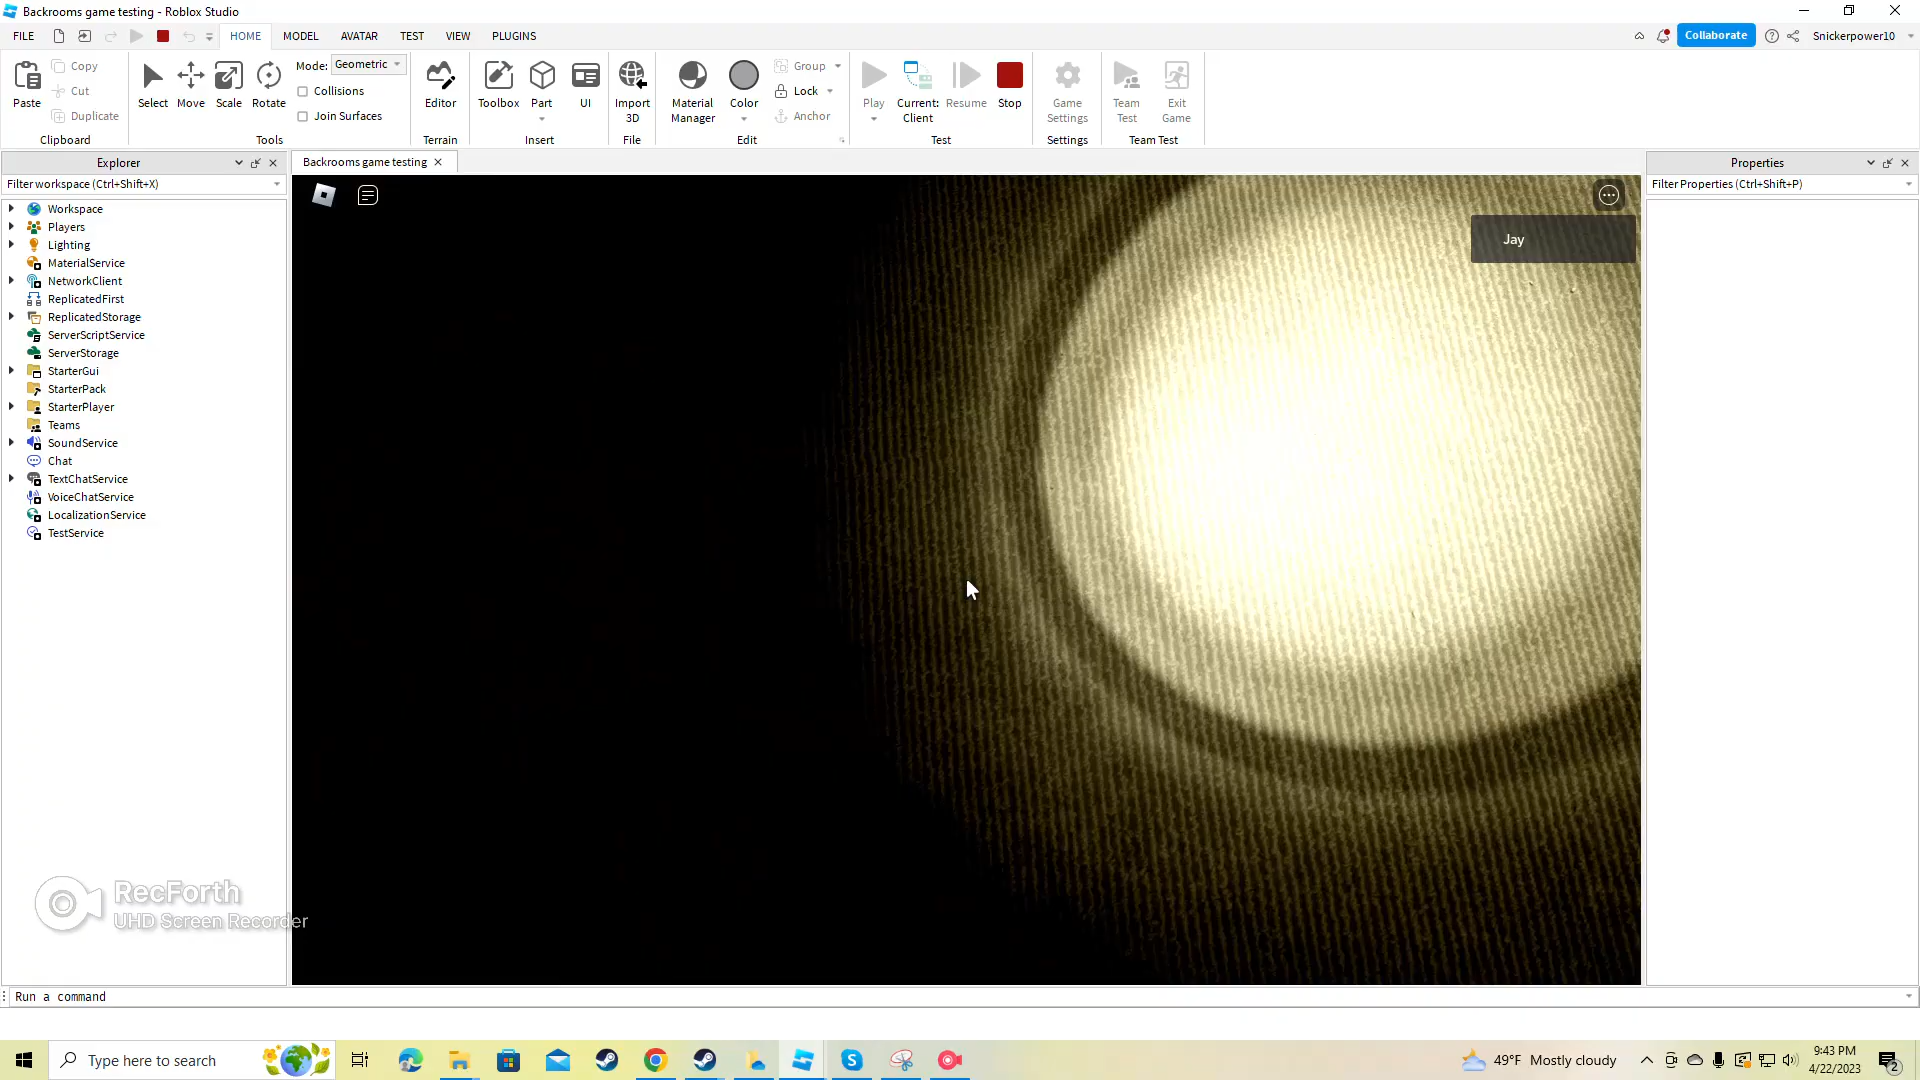 Backrooms game testing - Roblox Studio
FILE HOME MODEL AVATAR TEST VIEW PLUGINS Collaborate Snickerpower10
Paste Copy Cut Duplicate Clipboard
Select Move Scale Rotate Mode: Geometric Collisions Join Surfaces Tools
Editor Terrain
Toolbox Part UI Insert
Import 3D File
Material Manager Color Group Lock Anchor Edit
Play Current: Client Resume Stop Test
Game Settings Settings
Team Test Exit Game Team Test
Explorer
Filter workspace (Ctrl+Shift+X)
Workspace
Players
Lighting
MaterialService
NetworkClient
ReplicatedFirst
ReplicatedStorage
ServerScriptService
ServerStorage
StarterGui
StarterPack
StarterPlayer
Teams
SoundService
Chat
TextChatService
VoiceChatService
LocalizationService
TestService
RecForth
UHD Screen Recorder
Backrooms game testing
Jay
Properties
Filter Properties (Ctrl+Shift+P)
Run a command
Type here to search
49°F Mostly cloudy
9:43 PM
4/22/2023
2